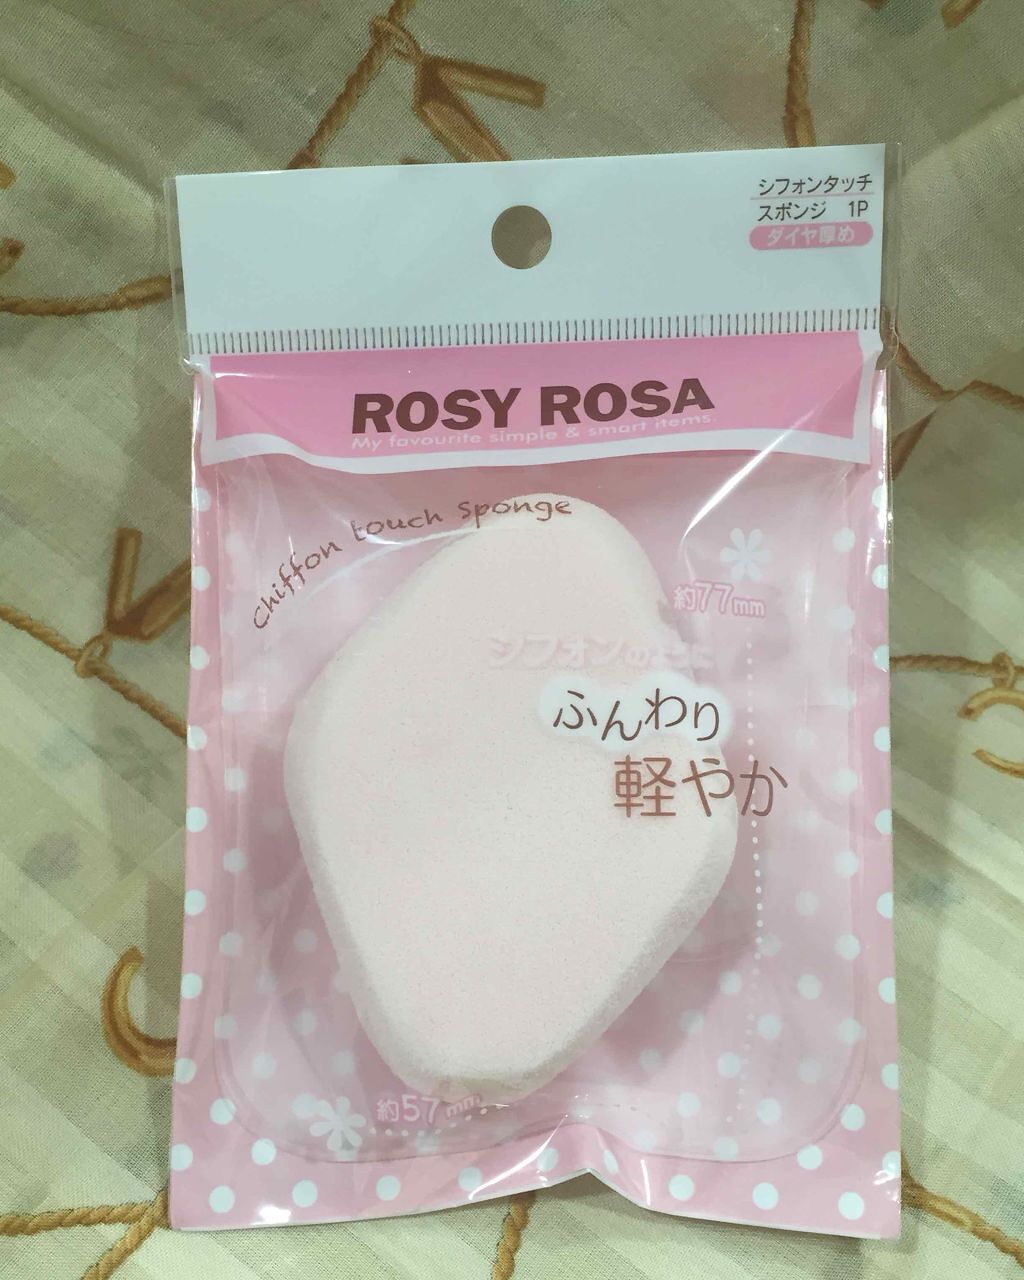 シフォンタッチ
スポンジ 1P
ダイヤ厚め
ROSY ROSA
My favourite simple & smart items.
chiffon touch sponge
約77mm
シフォンのように
ふんわり
軽やか
約57mm